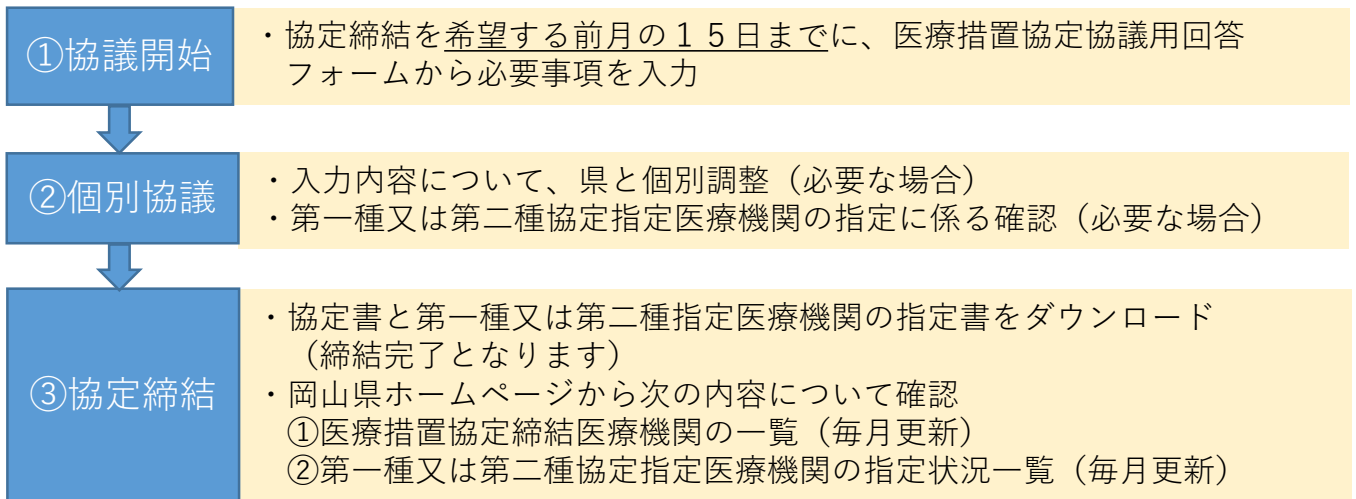 ①協議開始
・協定締結を希望する前月の１５日までに、医療措置協定協議用回答
フォームから必要事項を入力
②個別協議
・入力内容について、県と個別調整（必要な場合）
・第一種又は第二種協定指定医療機関の指定に係る確認（必要な場合）
③協定締結
・協定書と第一種又は第二種指定医療機関の指定書をダウンロード
（締結完了となります）
・岡山県ホームページから次の内容について確認
①医療措置協定締結医療機関の一覧（毎月更新）
②第一種又は第二種協定指定医療機関の指定状況一覧（毎月更新）